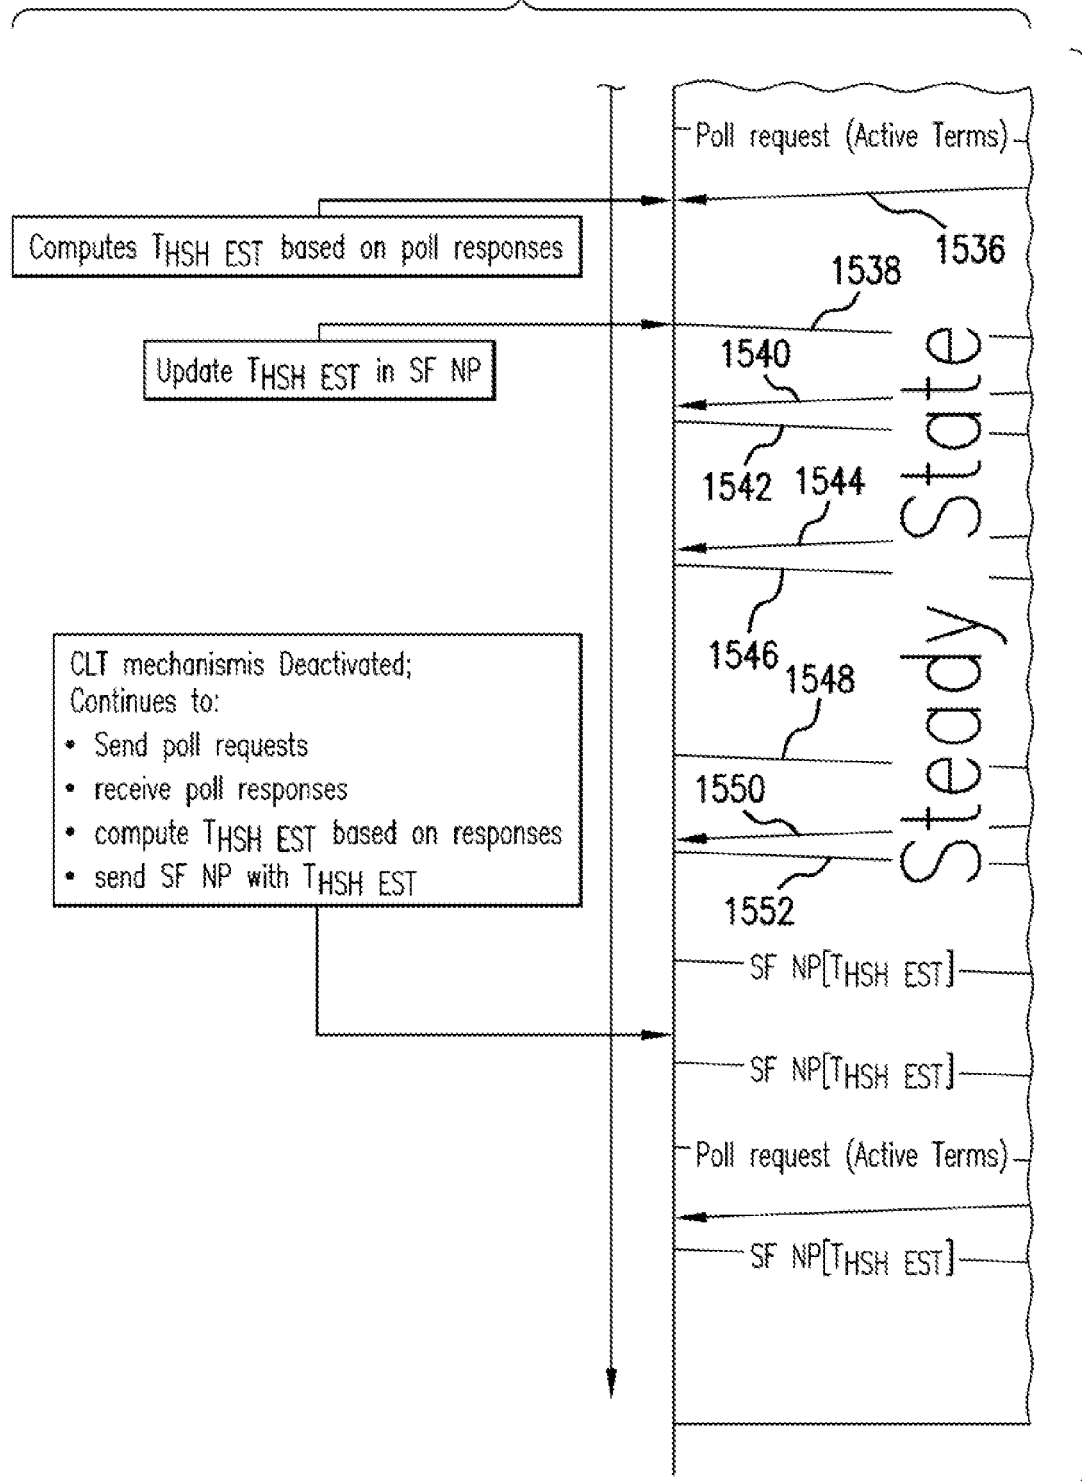 Poll request (Active Terms)
1536
Computes THSH EST based on poll responses
1538
Update THSH EST in SF NP
1540
1542
1544
1546
Steady State
CLT mechanismis Deactivated;
Continues to:
• Send poll requests
• receive poll responses
• compute THSH EST based on responses
• send SF NP with THSH EST
1548
1550
1552
SF NP[THSH EST]
SF NP[THSH EST]
Poll request (Active Terms)
SF NP[THSH EST]